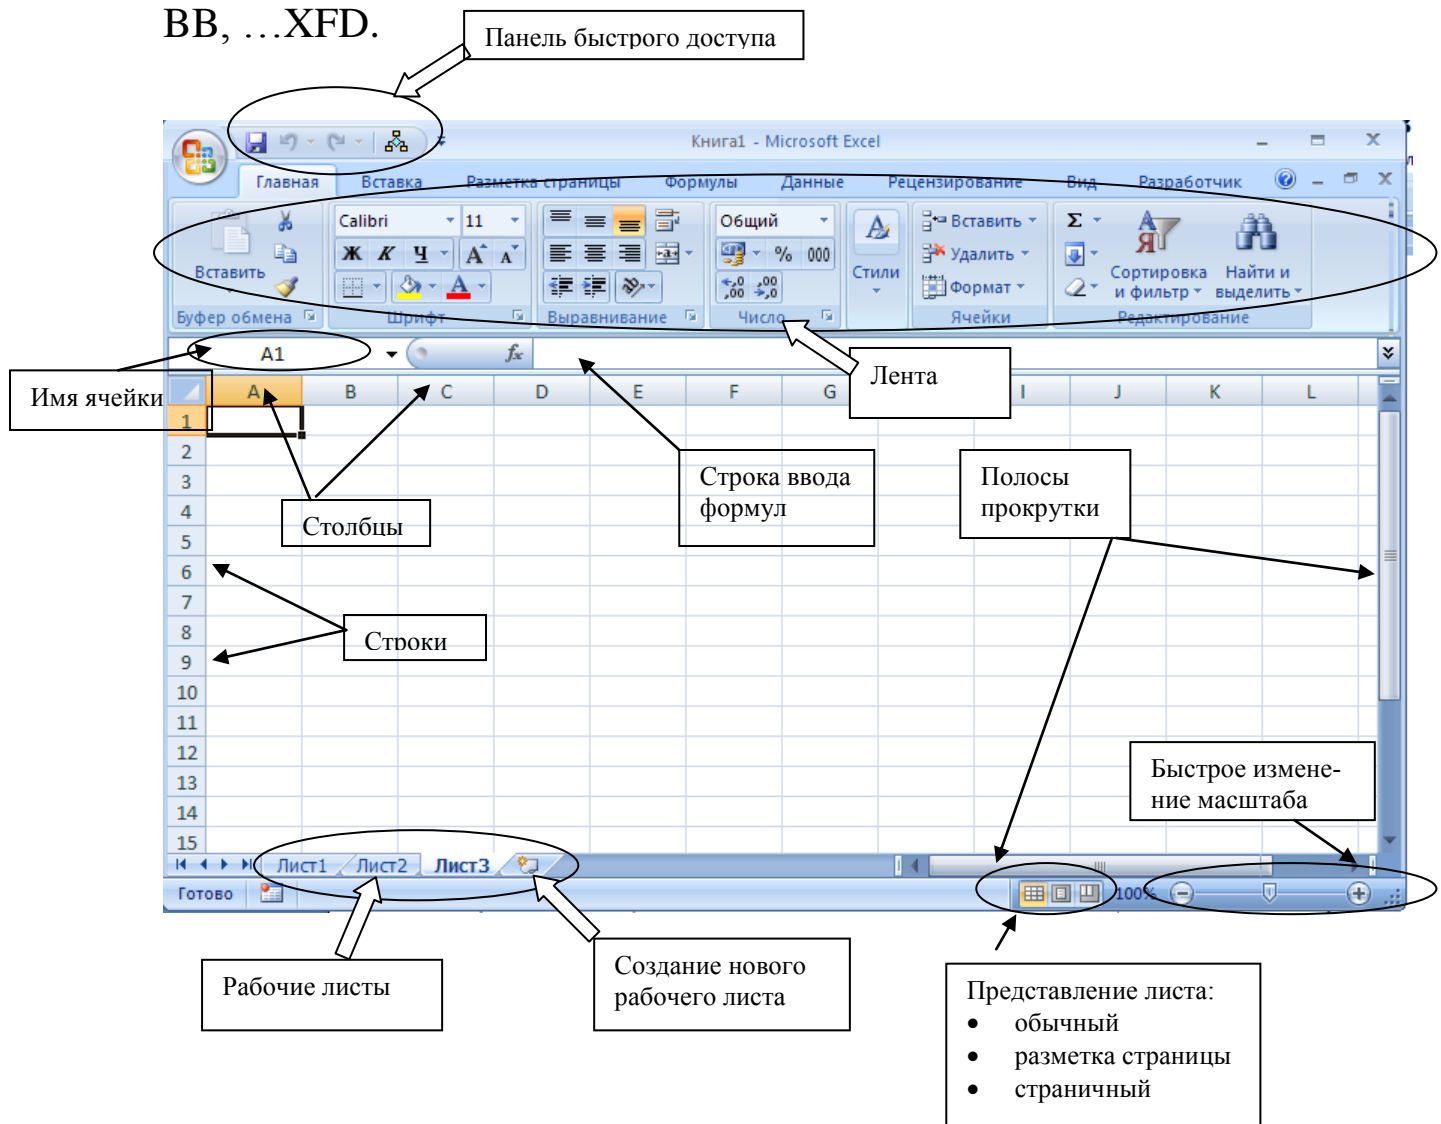 BB, …XFD.
Панель быстрого доступа
Книга1 - Microsoft Excel
Главная Вставка Разметка страницы Формулы Данные Рецензирование Вид Разработчик
Calibri 11 Общий Вставить Σ
Ж К Ч A A % 000 Удалить
Вставить Стили Формат Сортировка и фильтр Найти и выделить
Буфер обмена Шрифт Выравнивание Число Ячейки Редактирование
A1 fx
Имя ячейки
Лента
A B C D E F G I J K L
1
2
3
4
5
6
7
8
9
10
11
12
13
14
15
Столбцы
Строка ввода
формул
Полосы
прокрутки
Строки
Быстрое измене-
ние масштаба
Лист1 Лист2 Лист3
Готово 100%
Рабочие листы
Создание нового
рабочего листа
Представление листа:
• обычный
• разметка страницы
• страничный